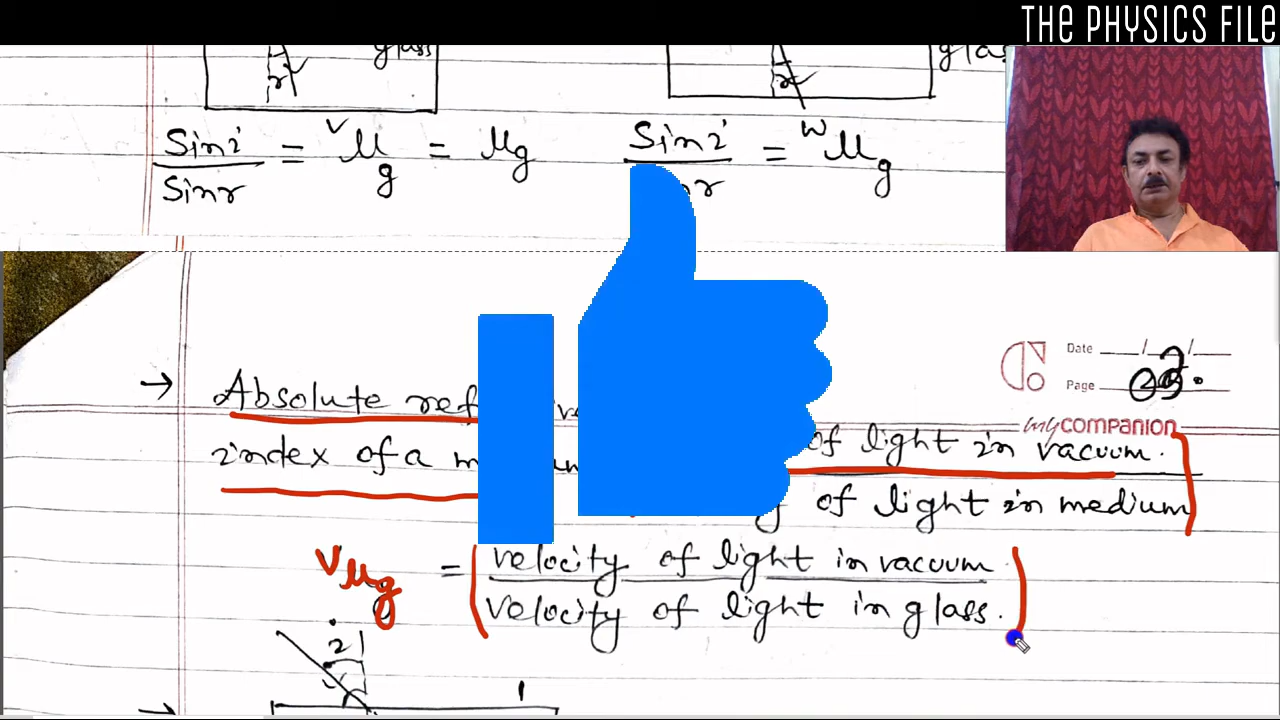 THE PHYSICS FILE
glass
r
Sin i / Sin r = ᵛμg = μg
Sin i = ʷμg
Date
Page
mycompanion
→ Absolute ref
index of a of light in vacuum.
of light in medium
ᵛμg = velocity of light in vacuum
velocity of light in glass.
i
→